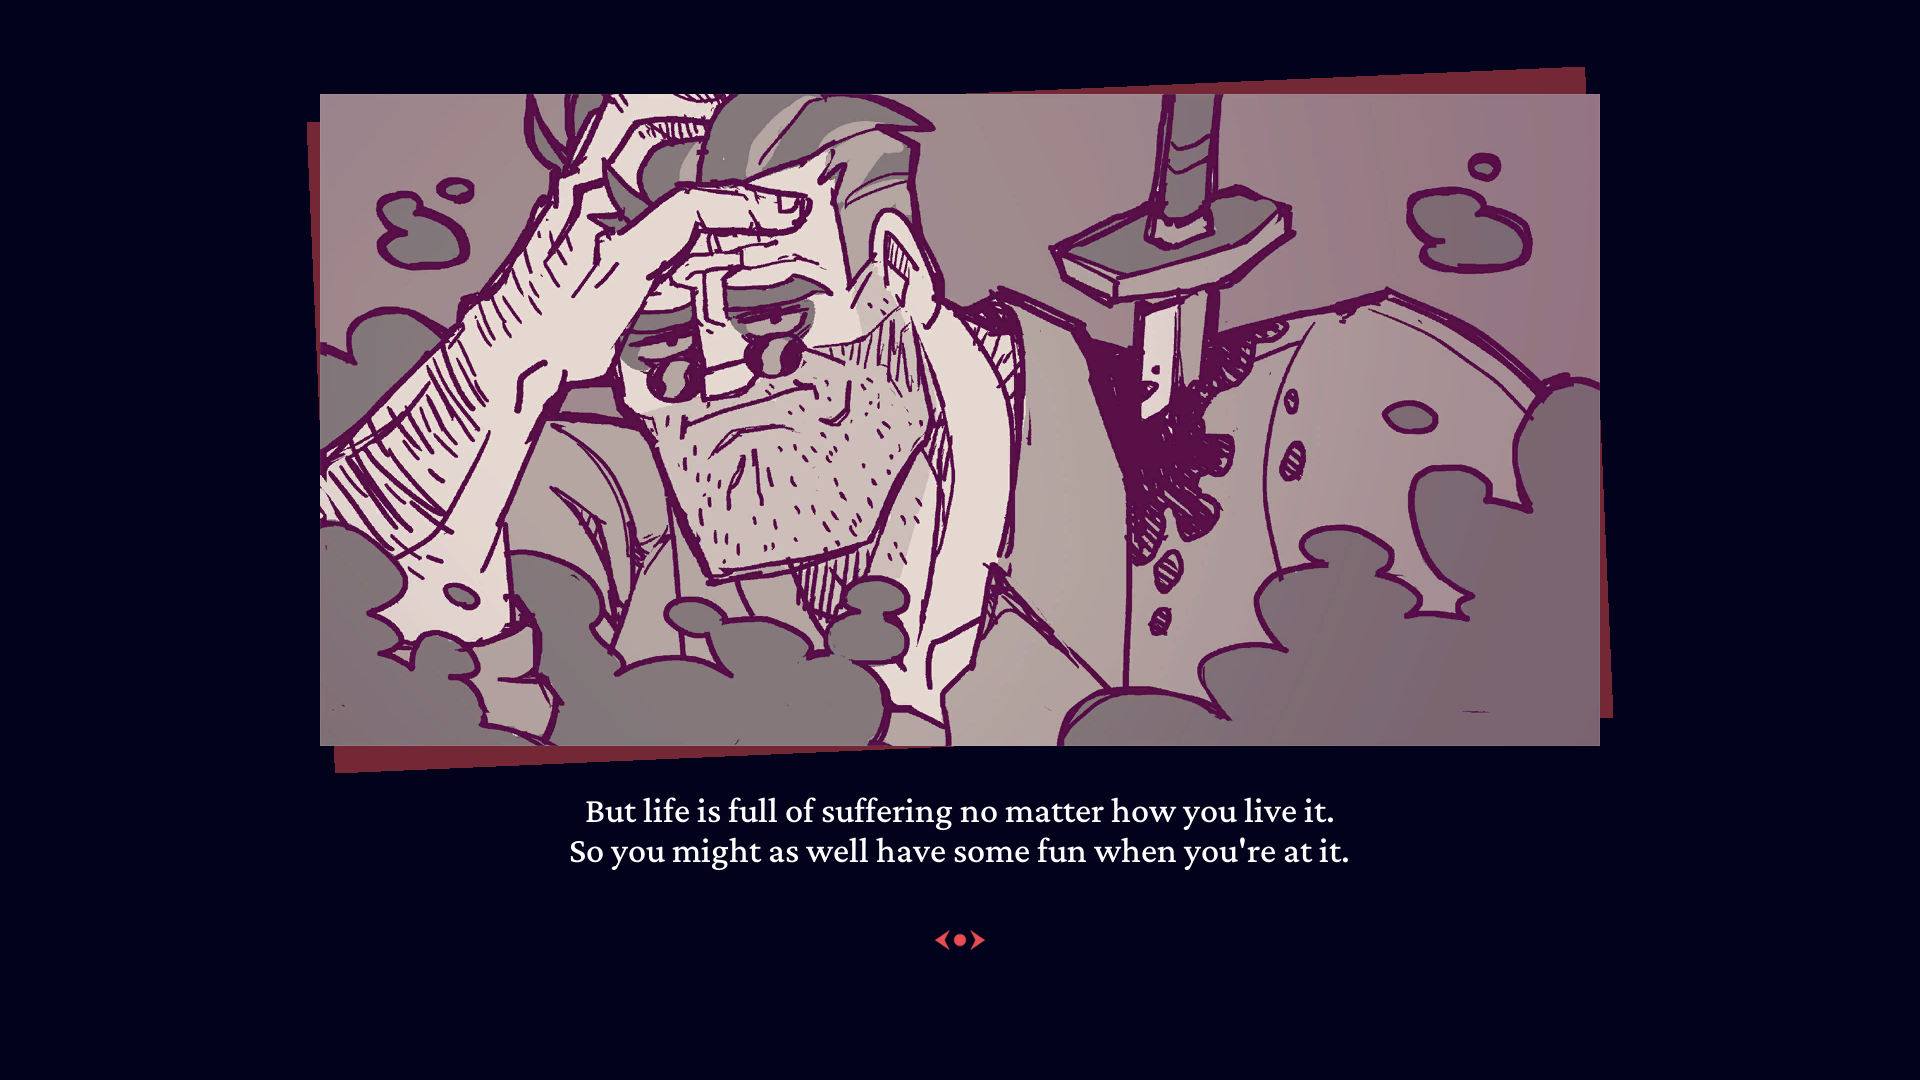 But life is full of suffering no matter how you live it.
So you might as well have some fun when you're at it.